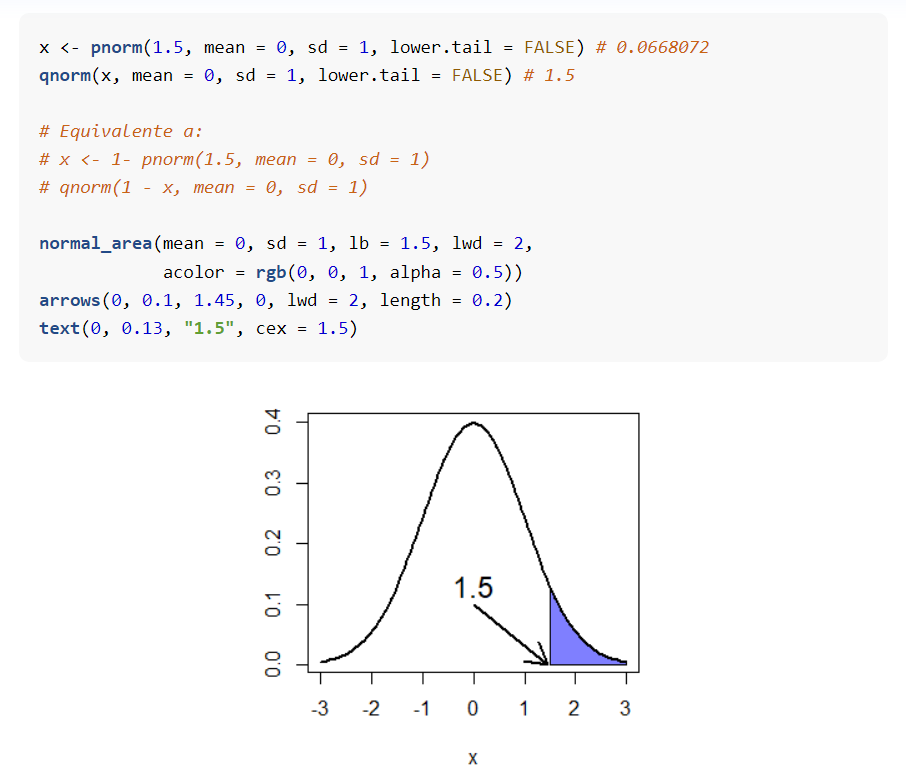 x <- pnorm(1.5, mean = 0, sd = 1, lower.tail = FALSE) # 0.0668072
qnorm(x, mean = 0, sd = 1, lower.tail = FALSE) # 1.5
# Equivalente a:
# x <- 1- pnorm(1.5, mean = 0, sd = 1)
# qnorm(1 - x, mean = 0, sd = 1)
normal_area(mean = 0, sd = 1, lb = 1.5, lwd = 2,
            acolor = rgb(0, 0, 1, alpha = 0.5))
arrows(0, 0.1, 1.45, 0, lwd = 2, length = 0.2)
text(0, 0.13, "1.5", cex = 1.5)
0.4
0.3
0.2
0.1
0.0
1.5
-3 -2 -1 0 1 2 3
x